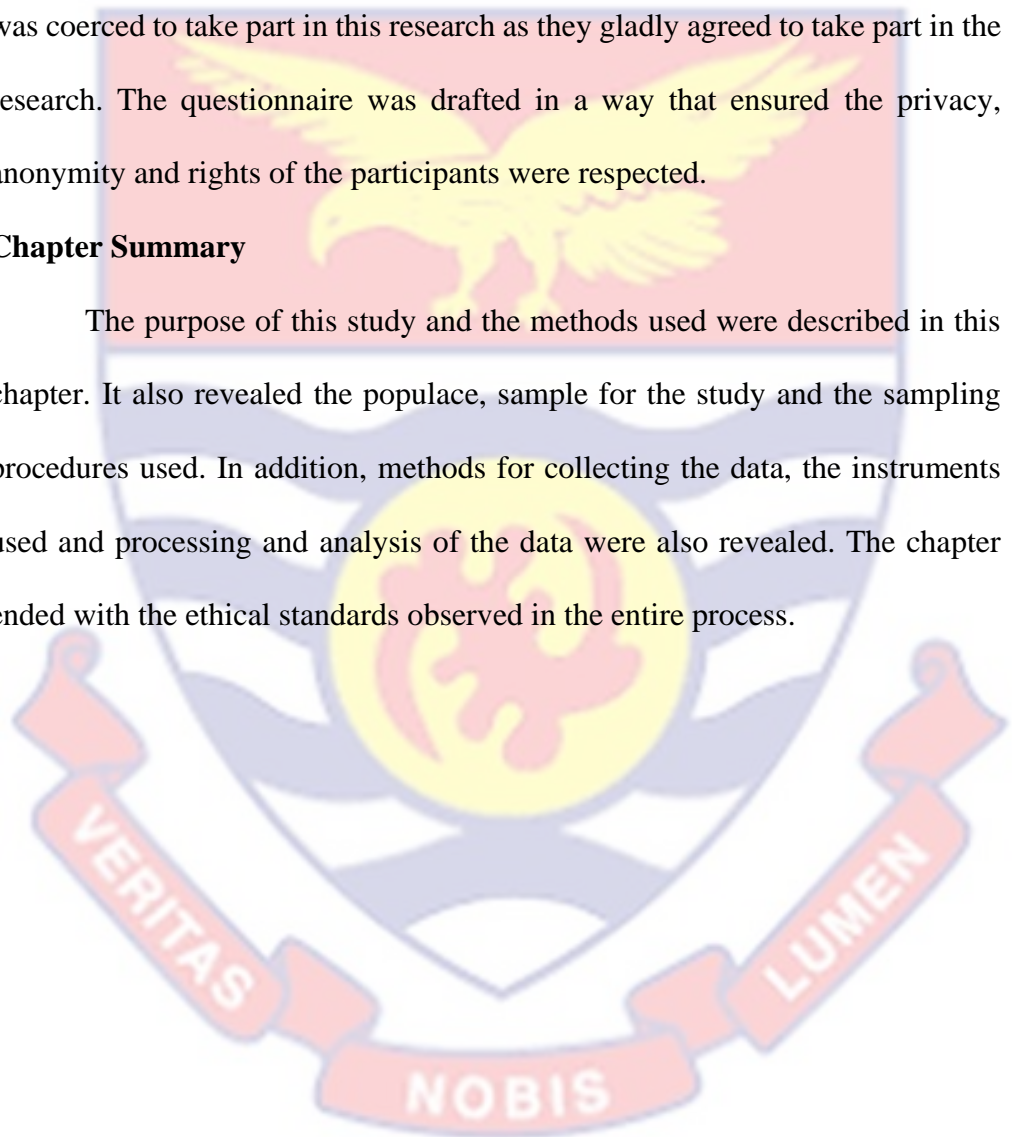 was coerced to take part in this research as they gladly agreed to take part in the
research. The questionnaire was drafted in a way that ensured the privacy,
anonymity and rights of the participants were respected.
Chapter Summary
The purpose of this study and the methods used were described in this
chapter. It also revealed the populace, sample for the study and the sampling
procedures used. In addition, methods for collecting the data, the instruments
used and processing and analysis of the data were also revealed. The chapter
ended with the ethical standards observed in the entire process.
VERITAS
NOBIS
LUMEN